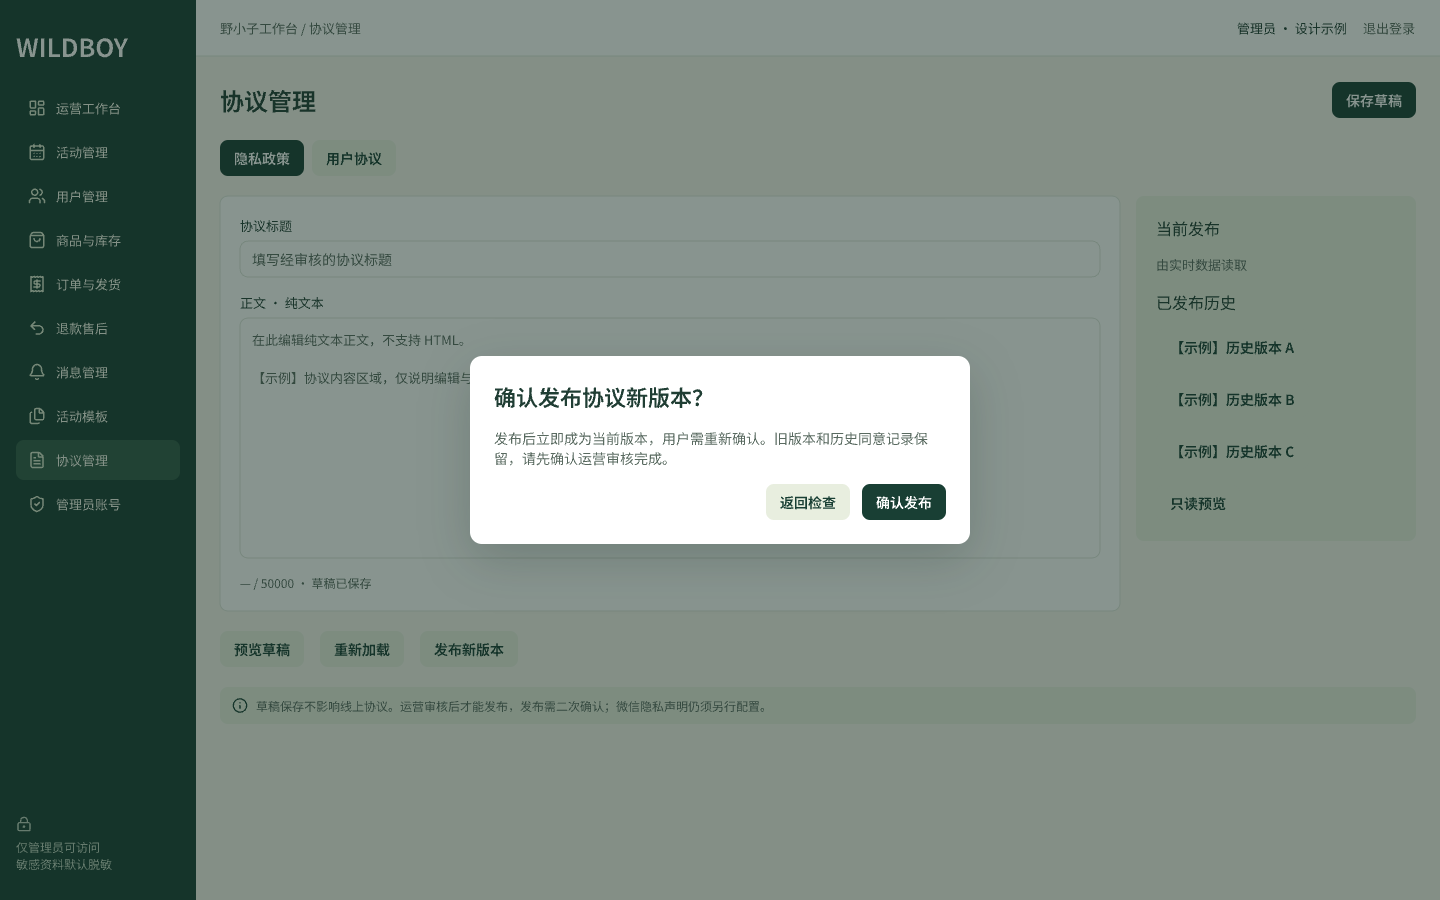 WILDBOY
运营工作台
活动管理
用户管理
商品与库存
订单与发货
退款售后
消息管理
活动模板
协议管理
管理员账号
仅管理员可访问
敏感资料默认脱敏
野小子工作台 / 协议管理
管理员 · 设计示例
退出登录
协议管理
保存草稿
隐私政策
用户协议
协议标题
填写经审核的协议标题
正文 · 纯文本
在此编辑纯文本正文，不支持 HTML。
【示例】协议内容区域，仅说明编辑与
— / 50000 · 草稿已保存
当前发布
由实时数据读取
已发布历史
【示例】历史版本 A
【示例】历史版本 B
【示例】历史版本 C
只读预览
确认发布协议新版本？
发布后立即成为当前版本，用户需重新确认。旧版本和历史同意记录保
留，请先确认运营审核完成。
返回检查
确认发布
预览草稿
重新加载
发布新版本
草稿保存不影响线上协议。运营审核后才能发布，发布需二次确认；微信隐私声明仍须另行配置。